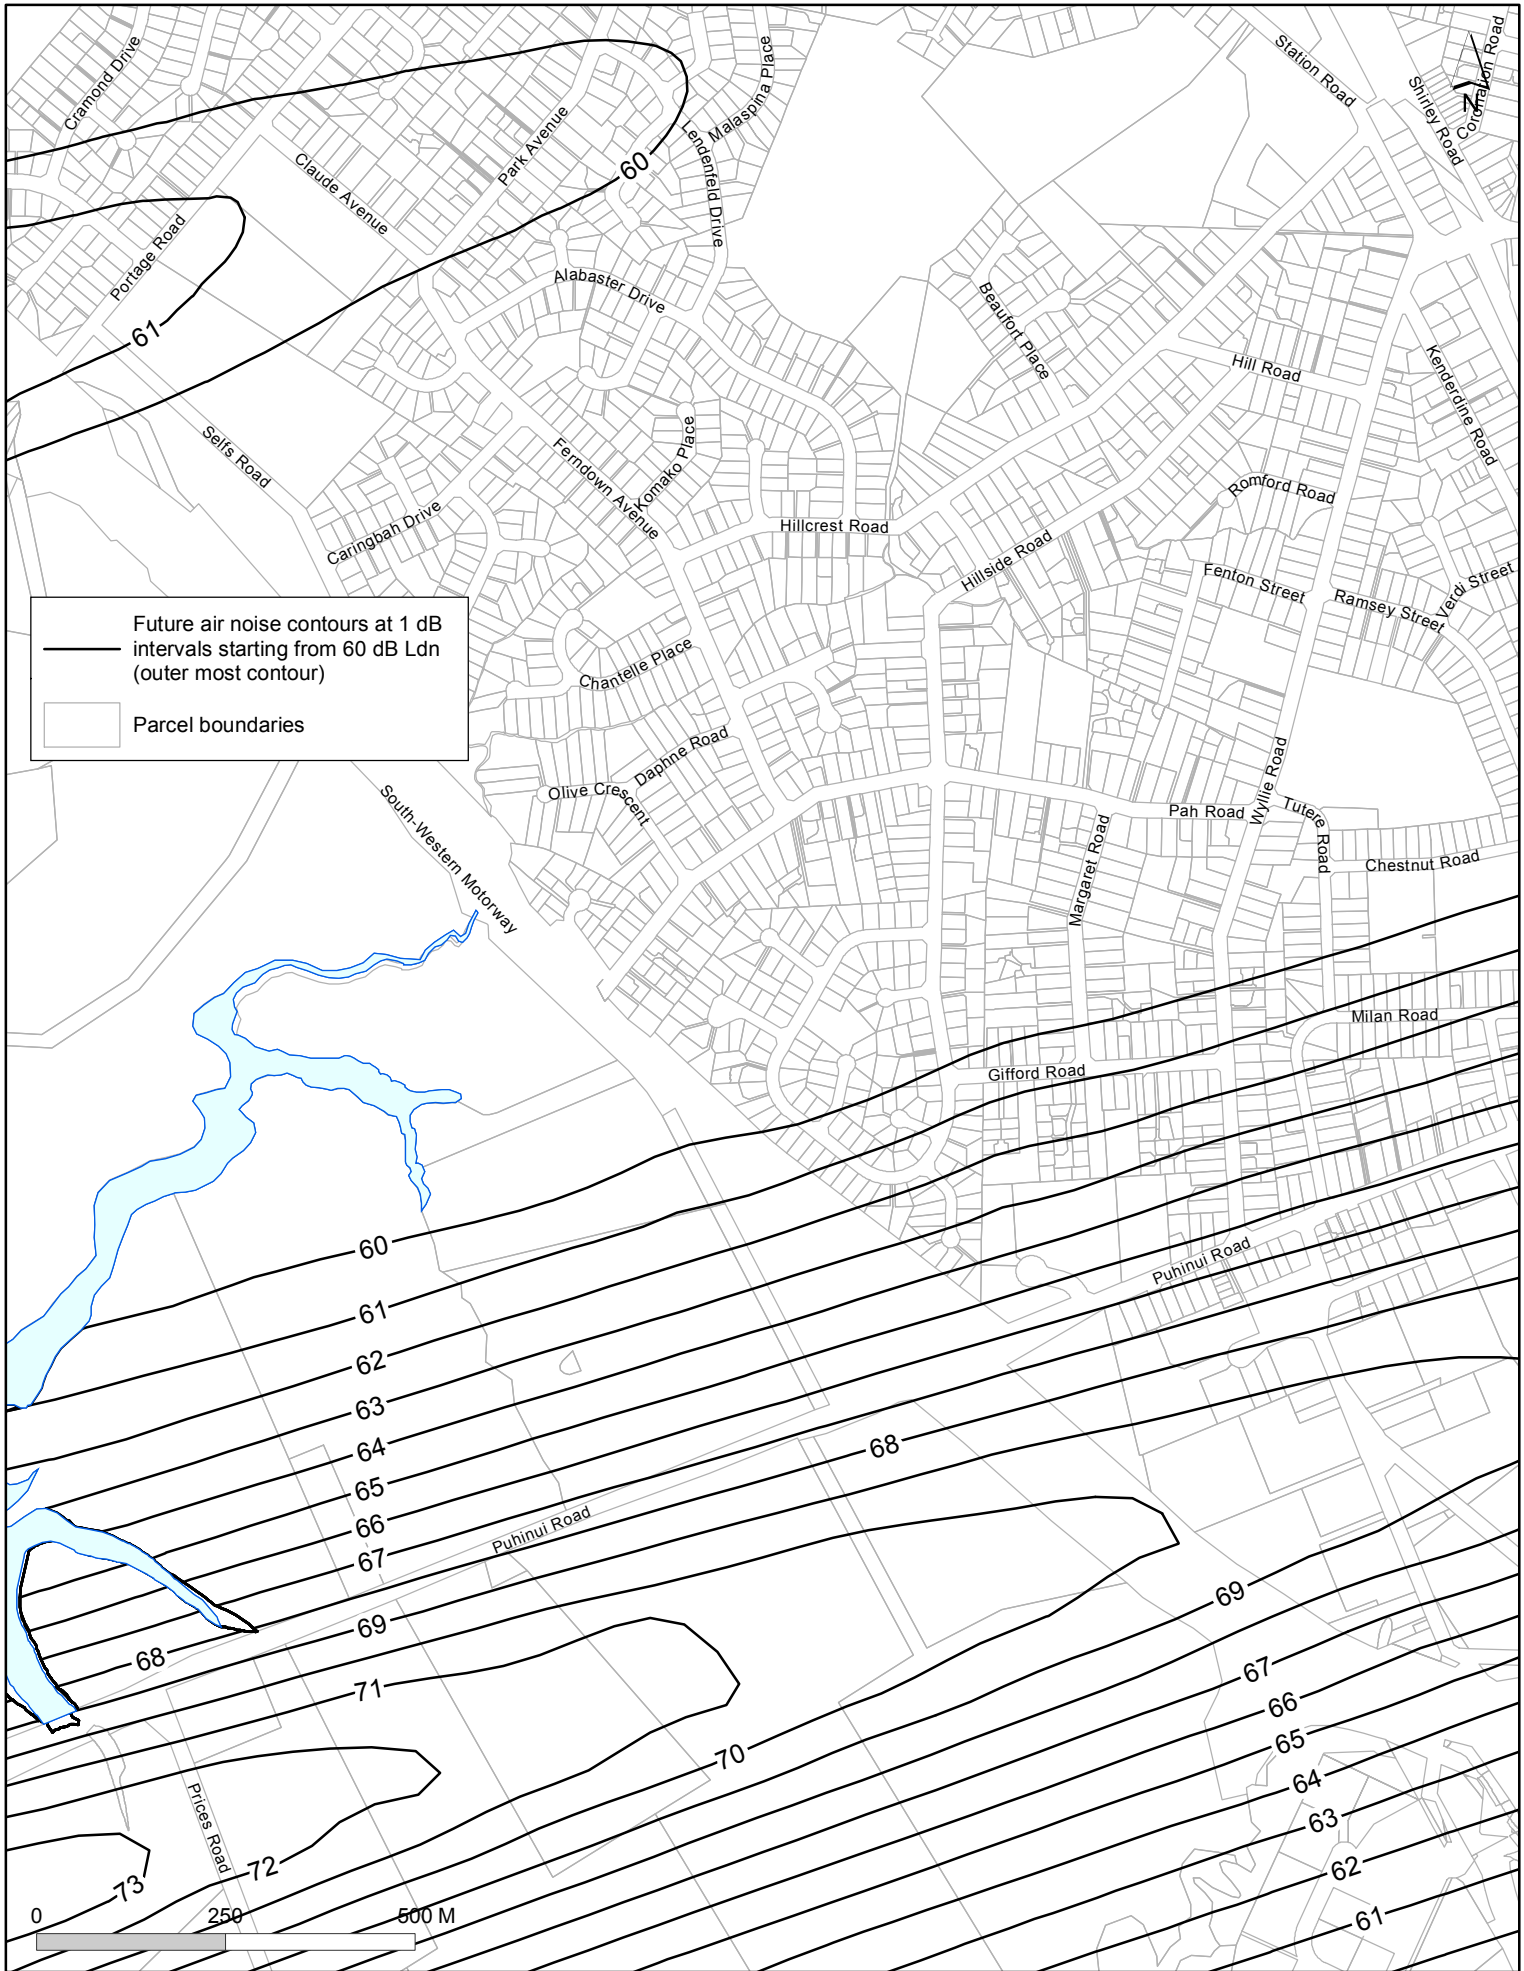 Cramond Drive
Malaspina Place
Station Road
Coronation Road
Shirley Road
N
Park Avenue
Lendenfeld Drive
Claude Avenue
60
Portage Road
Alabaster Drive
61
Beaufort Place
Hill Road
Kenderdine Road
Selfs Road
Ferndown Avenue
Komako Place
Romford Road
Caringbah Drive
Hillcrest Road
Hillside Road
Fenton Street
Ramsey Street
Verdi Street
Future air noise contours at 1 dB
intervals starting from 60 dB Ldn
(outer most contour)
Parcel boundaries
Chantelle Place
Daphne Road
Olive Crescent
South-Western Motorway
Wyllie Road
Pah Road
Tutere Road
Margaret Road
Chestnut Road
Milan Road
Gifford Road
60
Puhinui Road
61
62
63
64
68
65
66
Puhinui Road
67
69
69
68
67
71
66
65
70
64
Prices Road
63
72
62
73
61
0
250
500 M